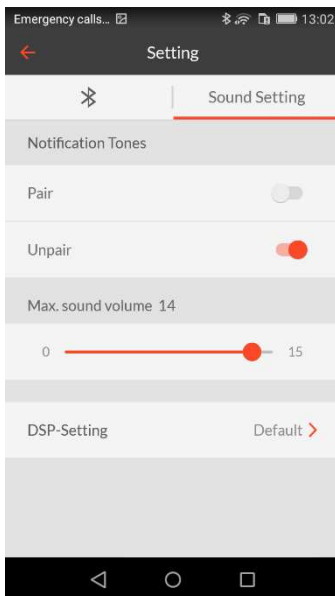 Emergency calls... 13:02
Setting
Sound Setting
Notification Tones
Pair
Unpair
Max. sound volume 14
0 15
DSP-Setting Default